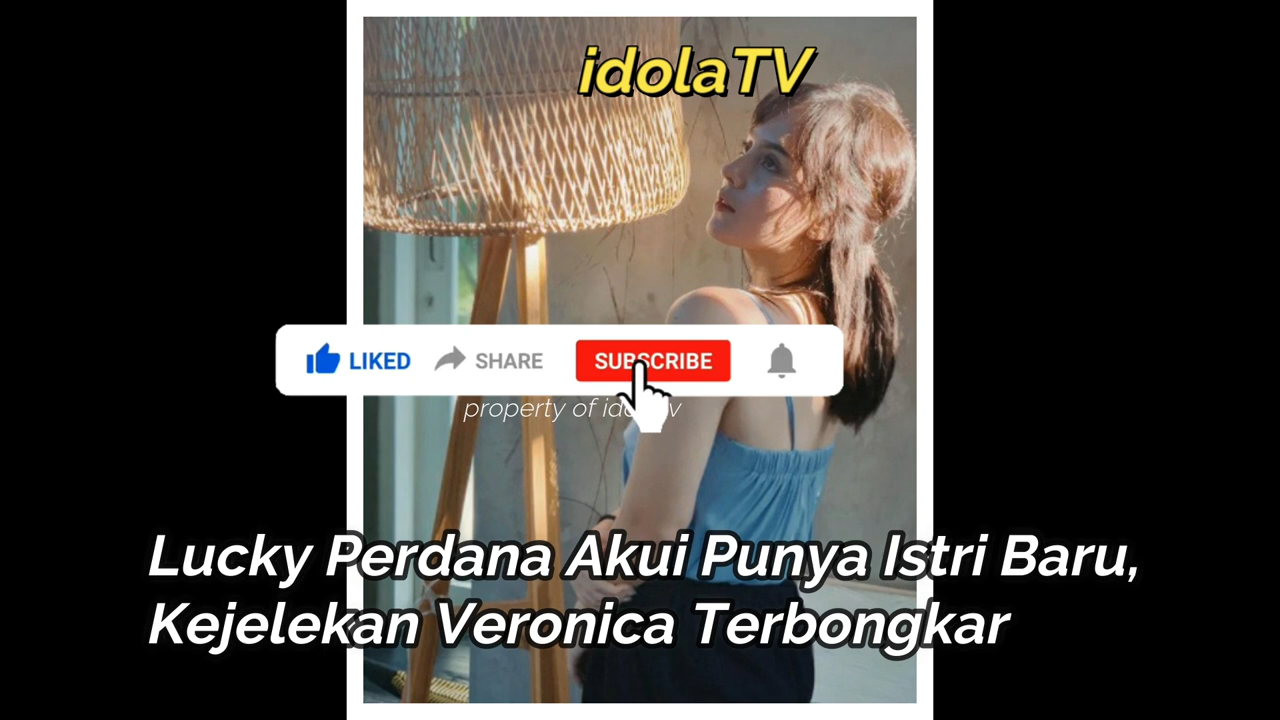 idolaTV
LIKED
SHARE
SUBSCRIBE
property of
Lucky Perdana Akui Punya Istri Baru,
Kejelekan Veronica Terbongkar